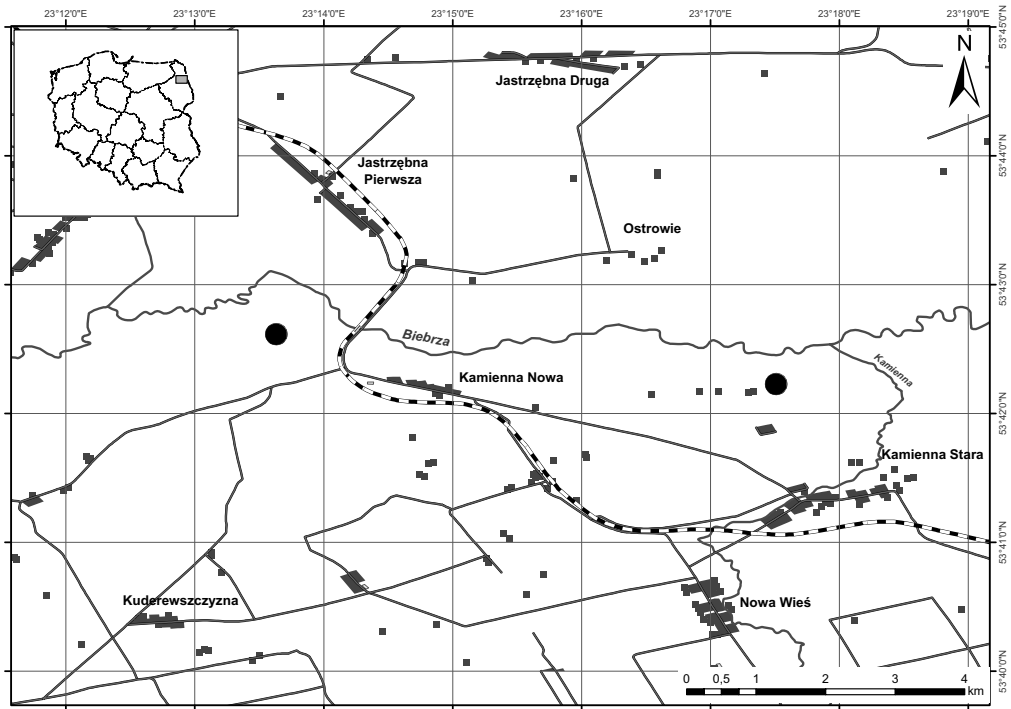 23°12'0"E 23°13'0"E 23°14'0"E 23°15'0"E 23°16'0"E 23°17'0"E 23°18'0"E 23°19'0"E
53°45'0"N
N
Jastrzębna Druga
53°44'0"N
Jastrzębna
Pierwsza
Ostrowie
53°43'0"N
Biebrza
Kamienna
Kamienna Nowa
53°42'0"N
Kamienna Stara
53°41'0"N
Kuderewszczyzna
Nowa Wieś
53°40'0"N
0 0,5 1 2 3 4
km